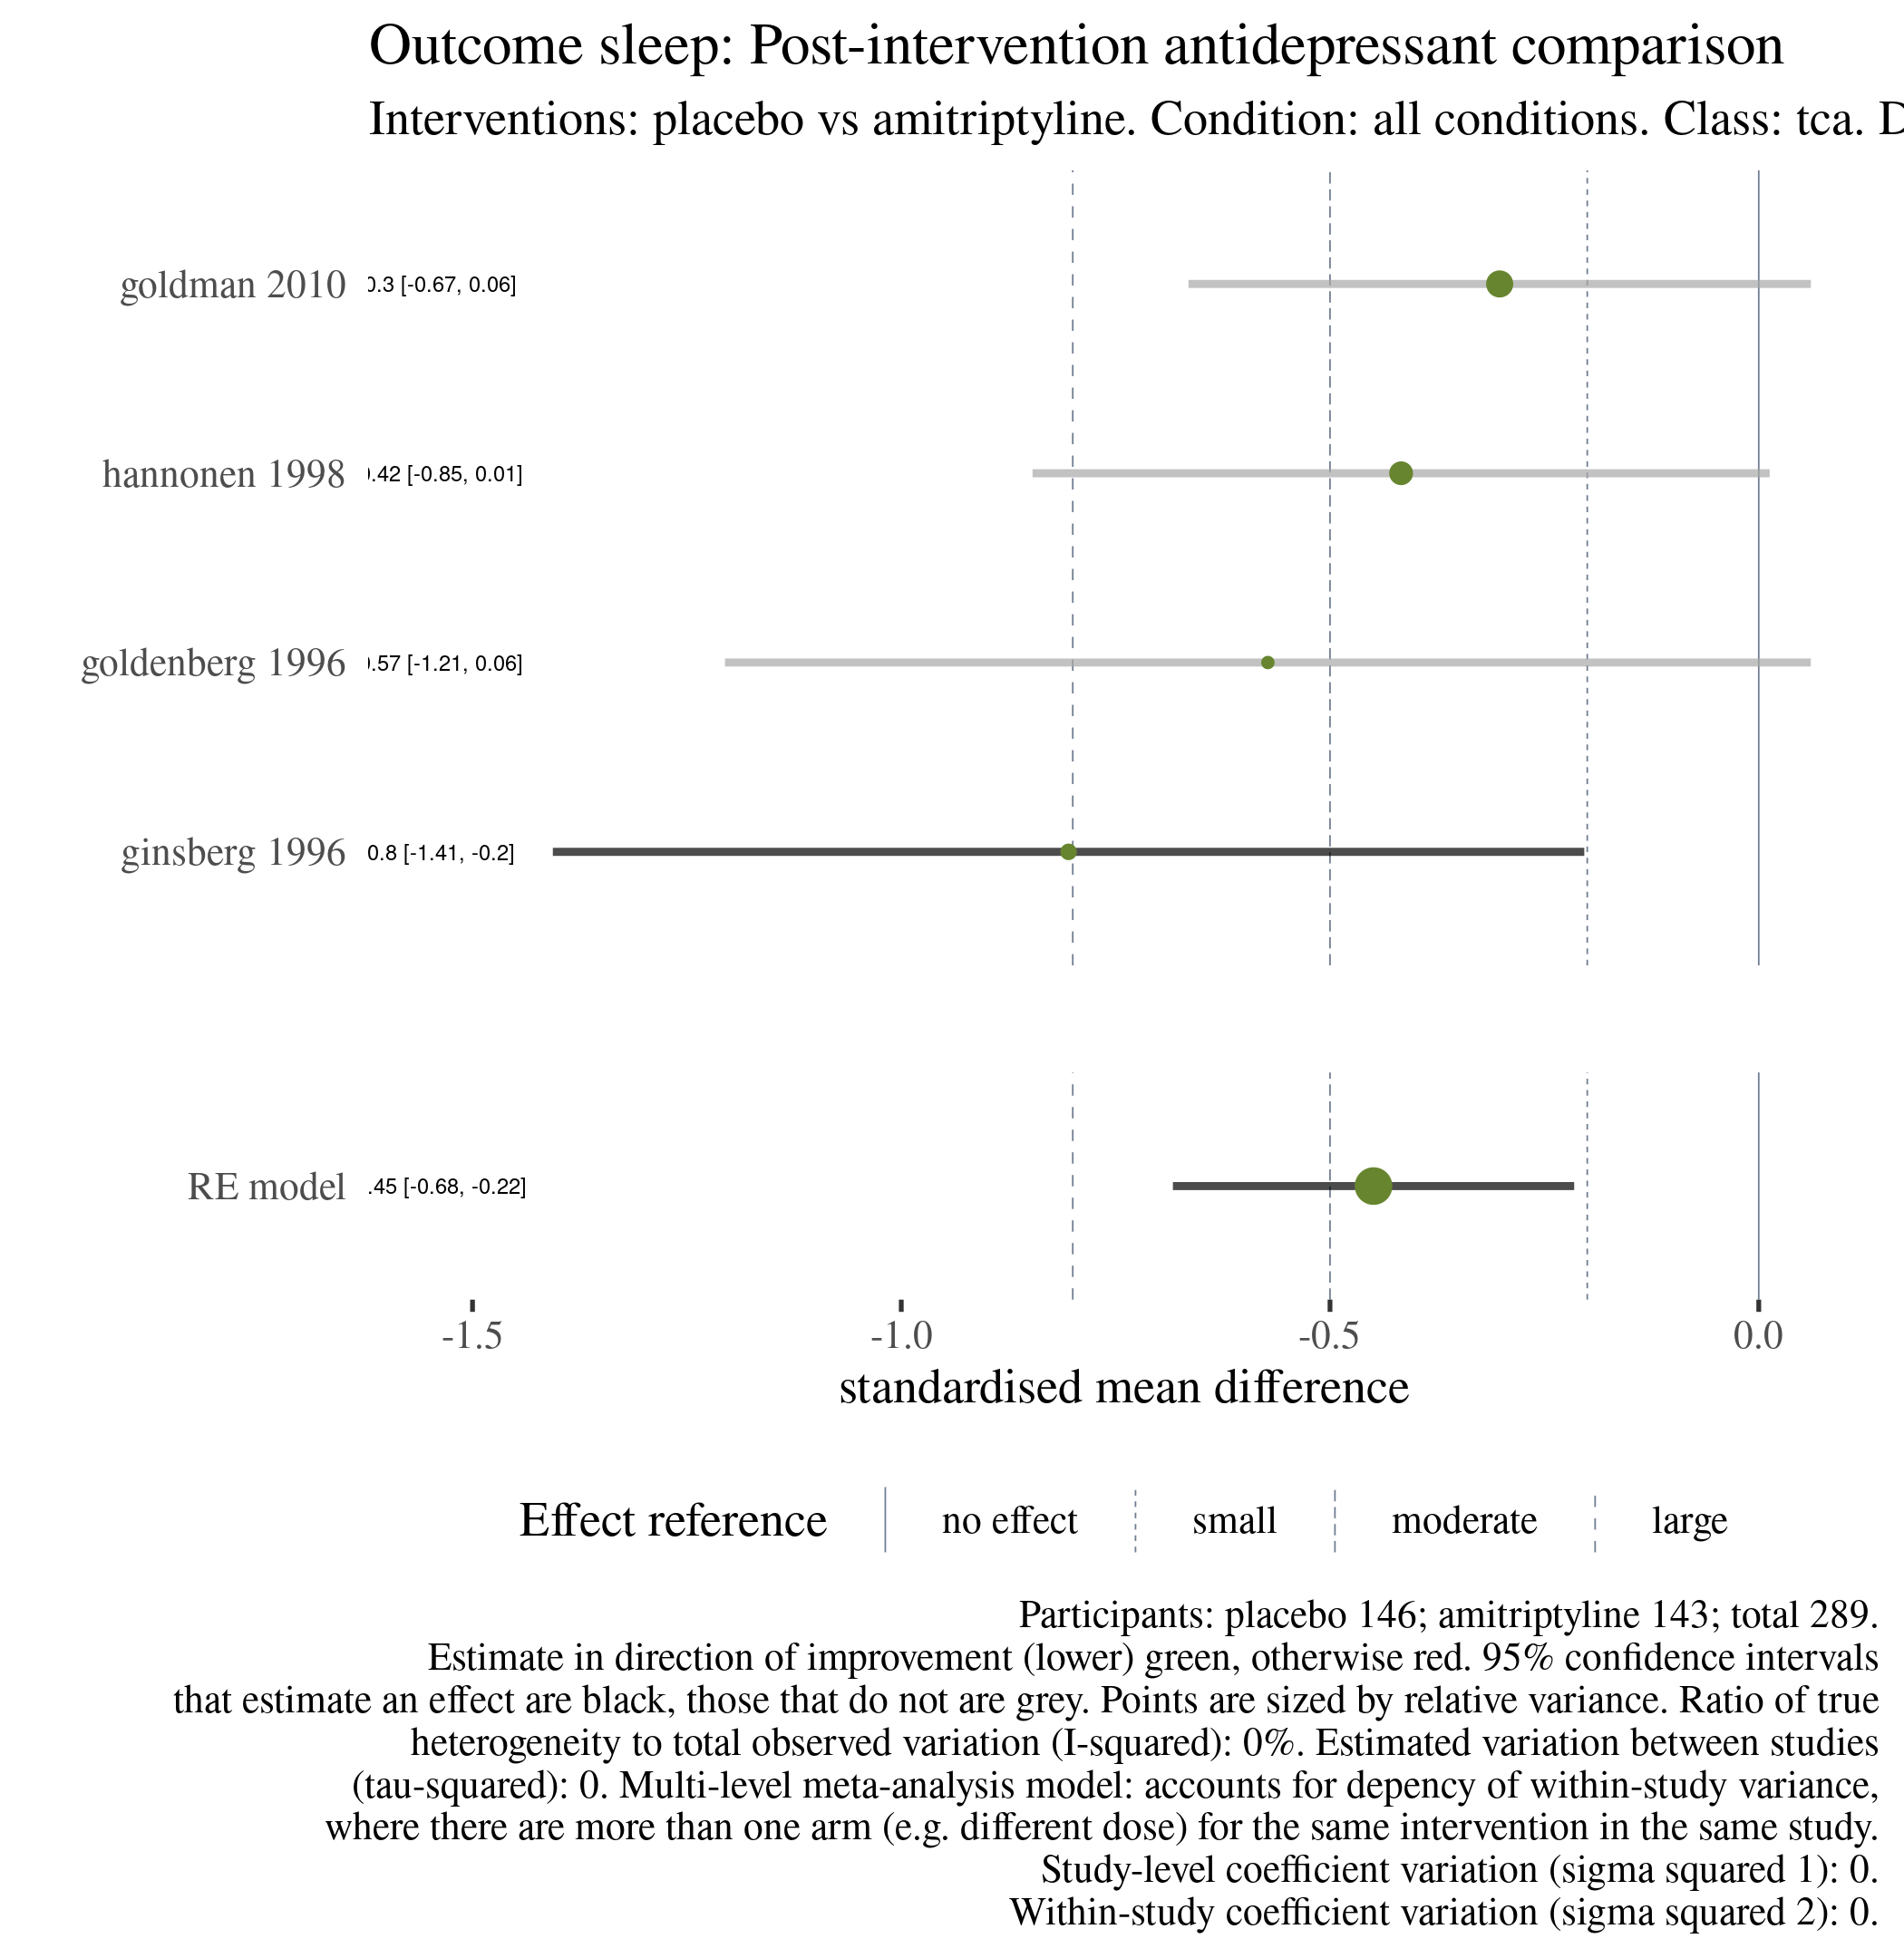 Outcome sleep: Post-intervention antidepressant comparison
Interventions: placebo vs amitriptyline. Condition: all conditions. Class: tca.
goldman 2010 0.3 [-0.67, 0.06]
hannonen 1998 .42 [-0.85, 0.01]
goldenberg 1996 .57 [-1.21, 0.06]
ginsberg 1996 0.8 [-1.41, -0.2]
RE model .45 [-0.68, -0.22]
-1.5 -1.0 -0.5 0.0
standardised mean difference
Effect reference no effect small moderate large
Participants: placebo 146; amitriptyline 143; total 289.
Estimate in direction of improvement (lower) green, otherwise red. 95% confidence intervals
that estimate an effect are black, those that do not are grey. Points are sized by relative variance. Ratio of true
heterogeneity to total observed variation (I-squared): 0%. Estimated variation between studies
(tau-squared): 0. Multi-level meta-analysis model: accounts for depency of within-study variance,
where there are more than one arm (e.g. different dose) for the same intervention in the same study.
Study-level coefficient variation (sigma squared 1): 0.
Within-study coefficient variation (sigma squared 2): 0.